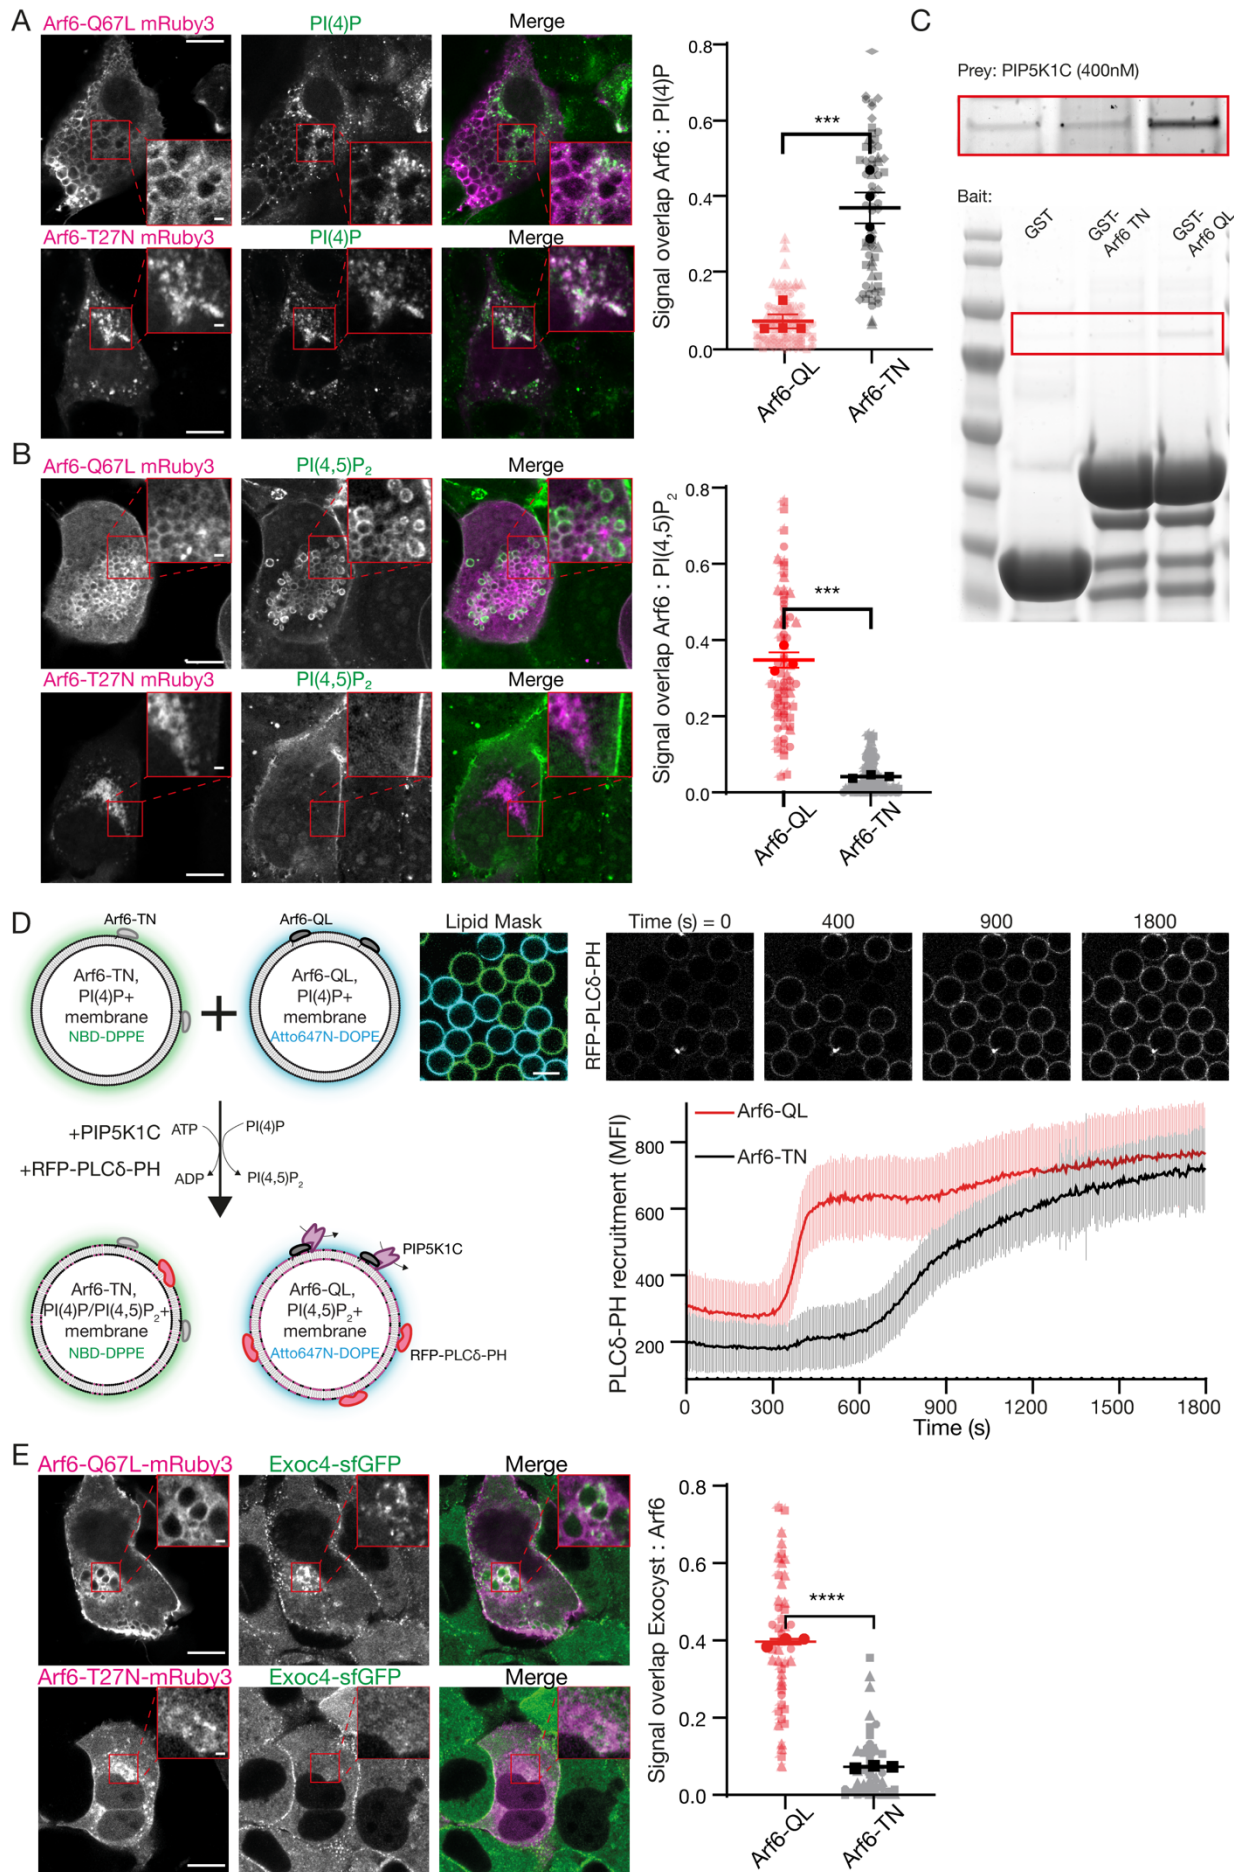 A
Arf6-Q67L mRuby3
PI(4)P
Merge
Arf6-T27N mRuby3
PI(4)P
Signal overlap Arf6 : PI(4)P
0.8
0.6
0.4
0.2
0.0
***
Arf6-QL
Arf6-TN
C
Prey: PIP5K1C (400nM)
Bait:
GST
GST-
Arf6 TN
GST-
Arf6 QL
B
Arf6-Q67L mRuby3
PI(4,5)P₂
Merge
Arf6-T27N mRuby3
PI(4,5)P₂
Signal overlap Arf6 : PI(4,5)P₂
0.8
0.6
0.4
0.2
0.0
***
Arf6-QL
Arf6-TN
D
Arf6-TN
Arf6-TN,
PI(4)P+
membrane
NBD-DPPE
+
Arf6-QL
Arf6-QL,
PI(4)P+
membrane
Atto647N-DOPE
+PIP5K1C
+RFP-PLCδ-PH
ATP
ADP
PI(4)P
PI(4,5)P₂
Arf6-TN,
PI(4)P/PI(4,5)P₂+
membrane
NBD-DPPE
Arf6-QL,
PI(4,5)P₂+
membrane
Atto647N-DOPE
PIP5K1C
RFP-PLCδ-PH
Lipid Mask
Time (s) = 0
400
900
1800
RFP-PLCδ-PH
PLCδ-PH recruitment (MFI)
800
600
400
200
Arf6-QL
Arf6-TN
0
300
600
900
1200
1500
1800
Time (s)
E
Arf6-Q67L-mRuby3
Exoc4-sfGFP
Merge
Arf6-T27N-mRuby3
Exoc4-sfGFP
Merge
Signal overlap Exocyst : Arf6
0.8
0.6
0.4
0.2
0.0
****
Arf6-QL
Arf6-TN